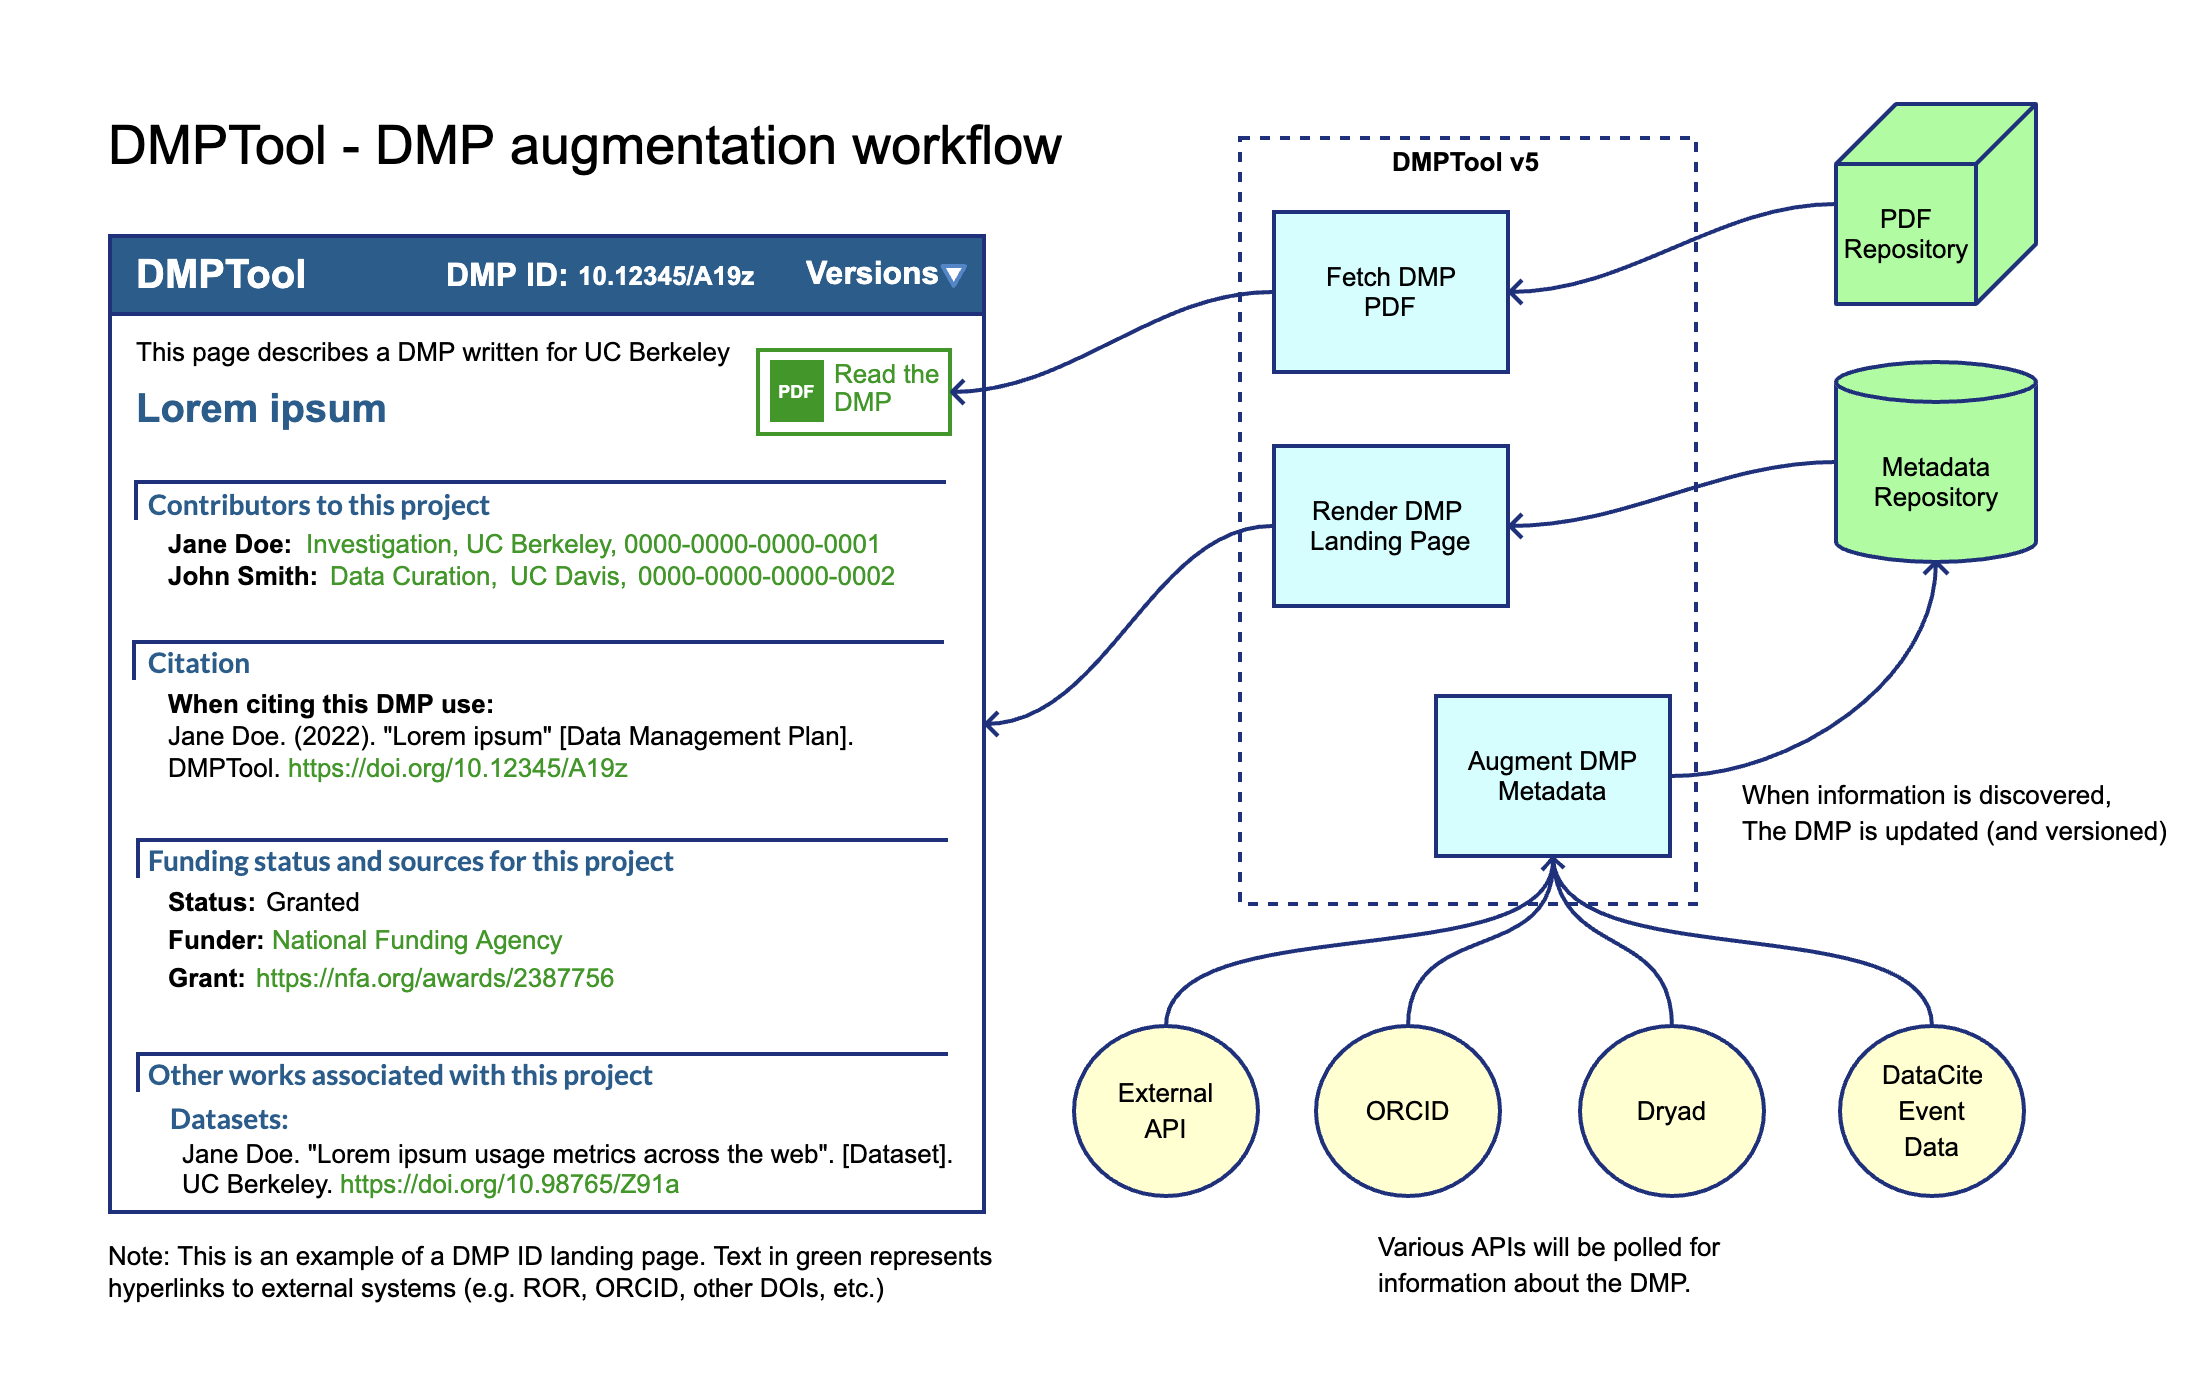 DMPTool - DMP augmentation workflow
DMPTool DMP ID: 10.12345/A19z Versions
This page describes a DMP written for UC Berkeley
Lorem ipsum
PDF
Read the
DMP
Contributors to this project
Jane Doe: Investigation, UC Berkeley, 0000-0000-0000-0001
John Smith: Data Curation, UC Davis, 0000-0000-0000-0002
Citation
When citing this DMP use:
Jane Doe. (2022). "Lorem ipsum" [Data Management Plan].
DMPTool. https://doi.org/10.12345/A19z
Funding status and sources for this project
Status: Granted
Funder: National Funding Agency
Grant: https://nfa.org/awards/2387756
Other works associated with this project
Datasets:
Jane Doe. "Lorem ipsum usage metrics across the web". [Dataset].
UC Berkeley. https://doi.org/10.98765/Z91a
Note: This is an example of a DMP ID landing page. Text in green represents
hyperlinks to external systems (e.g. ROR, ORCID, other DOIs, etc.)
DMPTool v5
Fetch DMP
PDF
Render DMP
Landing Page
Augment DMP
Metadata
PDF
Repository
Metadata
Repository
When information is discovered,
The DMP is updated (and versioned)
External
API
ORCID
Dryad
DataCite
Event
Data
Various APIs will be polled for
information about the DMP.